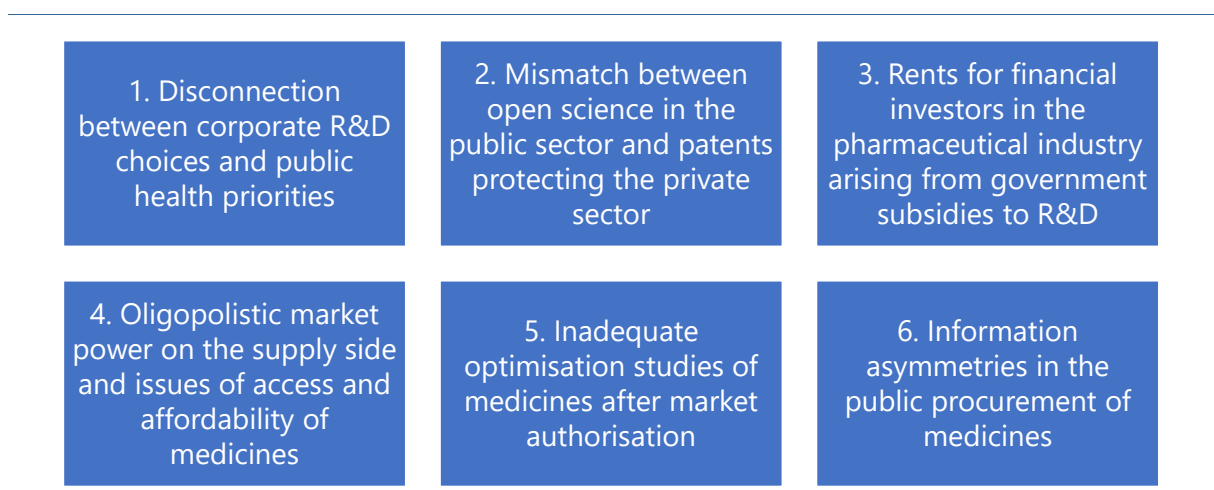 1. Disconnection
between corporate R&D
choices and public
health priorities
2. Mismatch between
open science in the
public sector and patents
protecting the private
sector
3. Rents for financial
investors in the
pharmaceutical industry
arising from government
subsidies to R&D
4. Oligopolistic market
power on the supply side
and issues of access and
affordability of
medicines
5. Inadequate
optimisation studies of
medicines after market
authorisation
6. Information
asymmetries in the
public procurement of
medicines